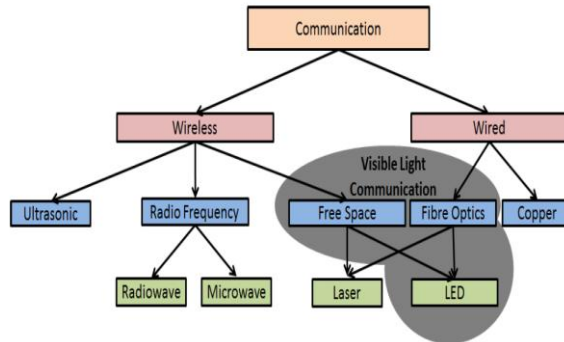 Communication
Wireless
Wired
Visible Light
Communication
Ultrasonic
Radio Frequency
Free Space
Fibre Optics
Copper
Radiowave
Microwave
Laser
LED